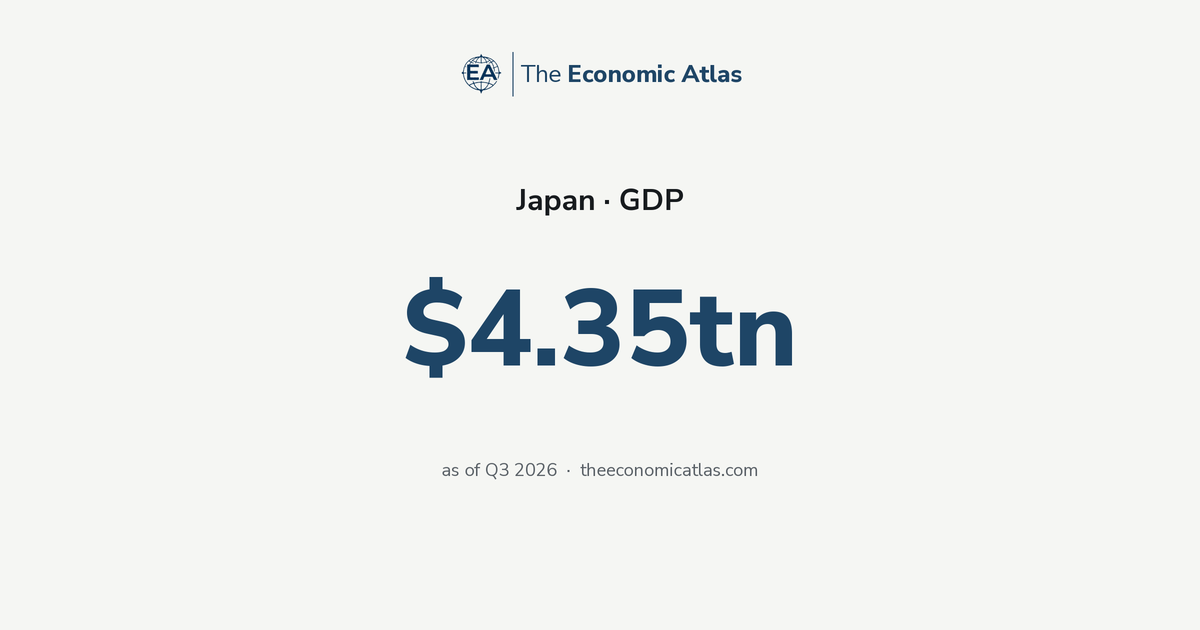 EA The Economic Atlas
Japan · GDP
$4.35tn
as of Q3 2026 · theeconomicatlas.com